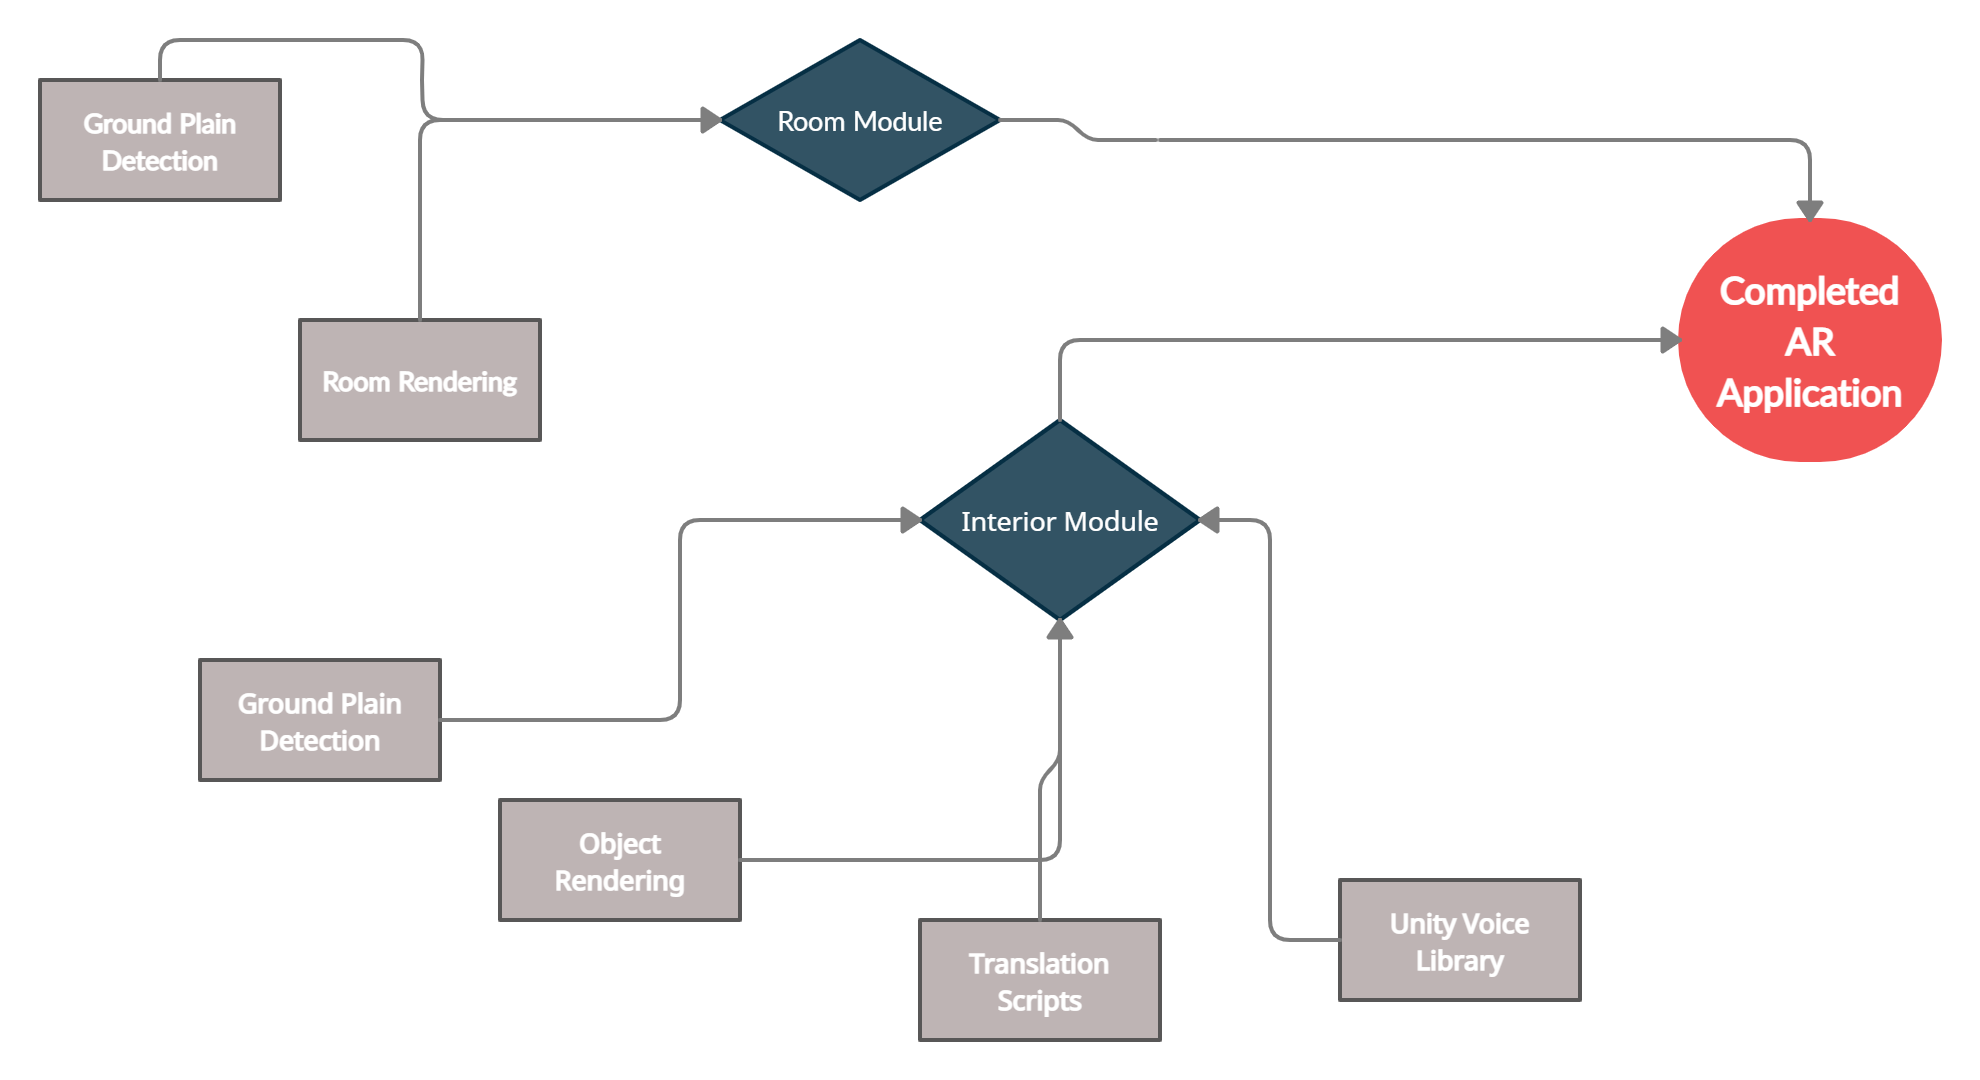 Ground Plain
Detection
Room Module
Completed
AR
Application
Room Rendering
Interior Module
Ground Plain
Detection
Object
Rendering
Translation
Scripts
Unity Voice
Library